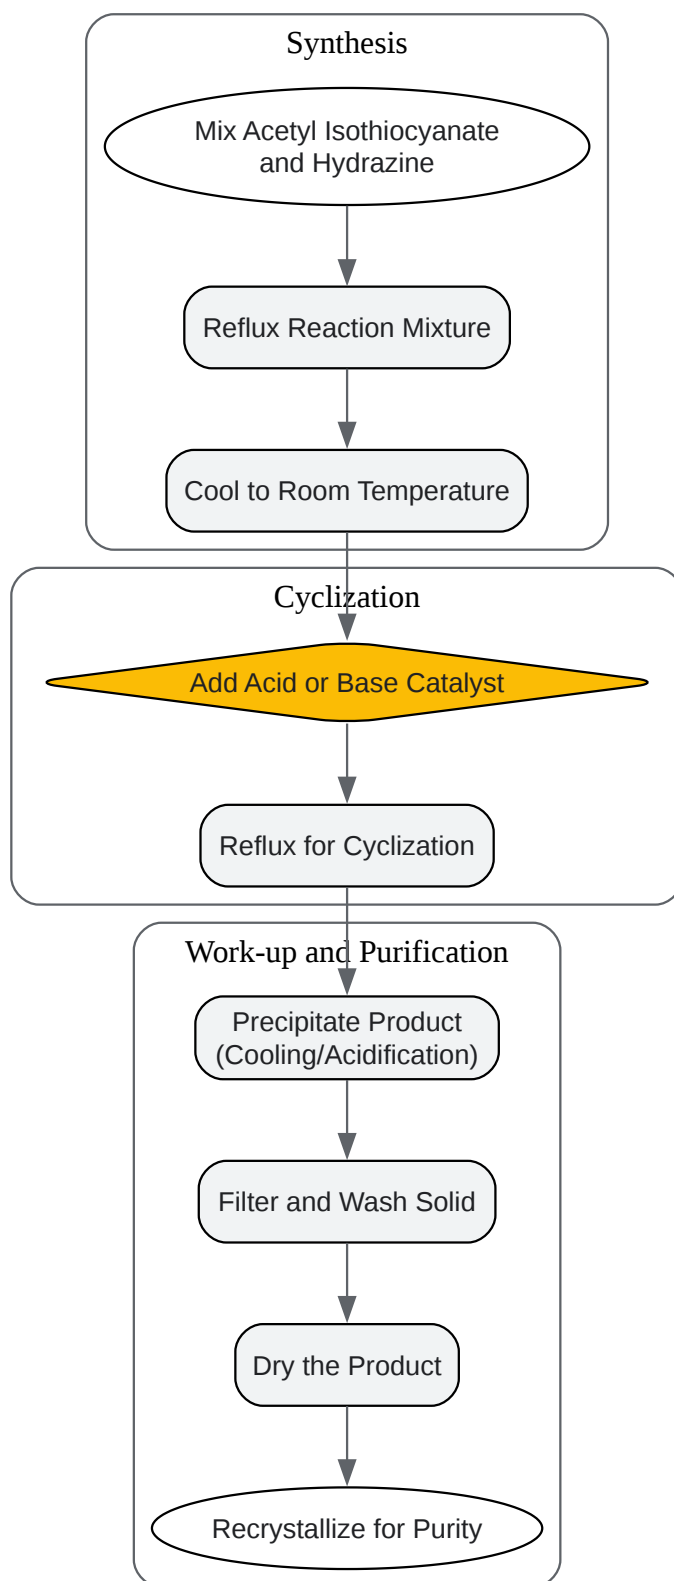 Synthesis
Mix Acetyl Isothiocyanate
and Hydrazine
Reflux Reaction Mixture
Cool to Room Temperature
Cyclization
Add Acid or Base Catalyst
Reflux for Cyclization
Work-up and Purification
Precipitate Product
(Cooling/Acidification)
Filter and Wash Solid
Dry the Product
Recrystallize for Purity